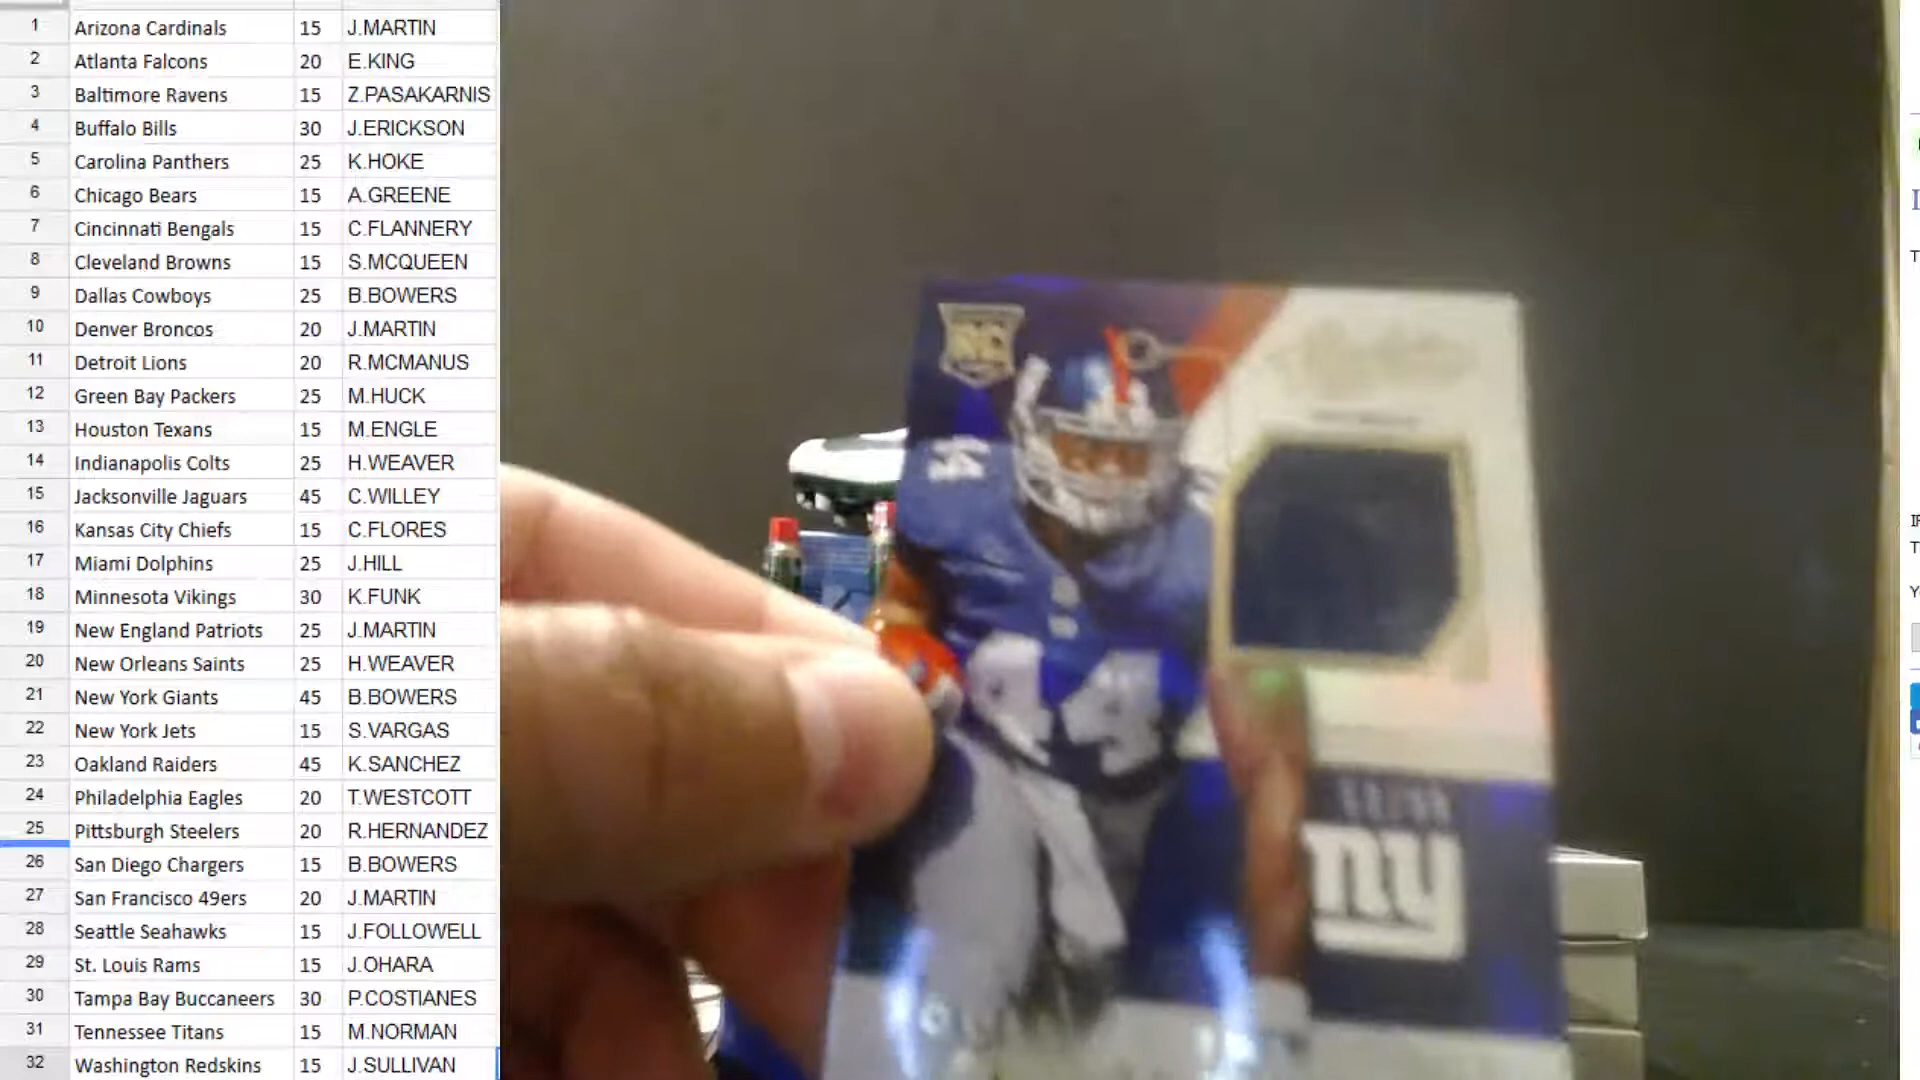 1 Arizona Cardinals 15 J.MARTIN
2 Atlanta Falcons 20 E.KING
3 Baltimore Ravens 15 Z.PASAKARNIS
4 Buffalo Bills 30 J.ERICKSON
5 Carolina Panthers 25 K.HOKE
6 Chicago Bears 15 A.GREENE
7 Cincinnati Bengals 15 C.FLANNERY
8 Cleveland Browns 15 S.MCQUEEN
9 Dallas Cowboys 25 B.BOWERS
10 Denver Broncos 20 J.MARTIN
11 Detroit Lions 20 R.MCMANUS
12 Green Bay Packers 25 M.HUCK
13 Houston Texans 15 M.ENGLE
14 Indianapolis Colts 25 H.WEAVER
15 Jacksonville Jaguars 45 C.WILLEY
16 Kansas City Chiefs 15 C.FLORES
17 Miami Dolphins 25 J.HILL
18 Minnesota Vikings 30 K.FUNK
19 New England Patriots 25 J.MARTIN
20 New Orleans Saints 25 H.WEAVER
21 New York Giants 45 B.BOWERS
22 New York Jets 15 S.VARGAS
23 Oakland Raiders 45 K.SANCHEZ
24 Philadelphia Eagles 20 T.WESTCOTT
25 Pittsburgh Steelers 20 R.HERNANDEZ
26 San Diego Chargers 15 B.BOWERS
27 San Francisco 49ers 20 J.MARTIN
28 Seattle Seahawks 15 J.FOLLOWELL
29 St. Louis Rams 15 J.OHARA
30 Tampa Bay Buccaneers 30 P.COSTIANES
31 Tennessee Titans 15 M.NORMAN
32 Washington Redskins 15 J.SULLIVAN
RC
44
ny